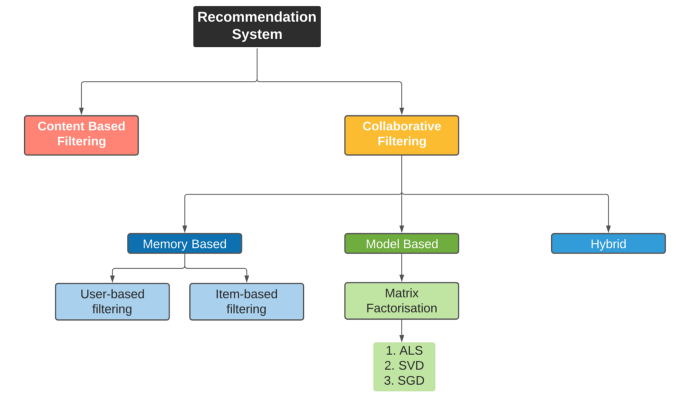 Recommendation
System
Content Based
Filtering
Collaborative
Filtering
Memory Based
Model Based
Hybrid
User-based
filtering
Item-based
filtering
Matrix
Factorisation
1. ALS
2. SVD
3. SGD